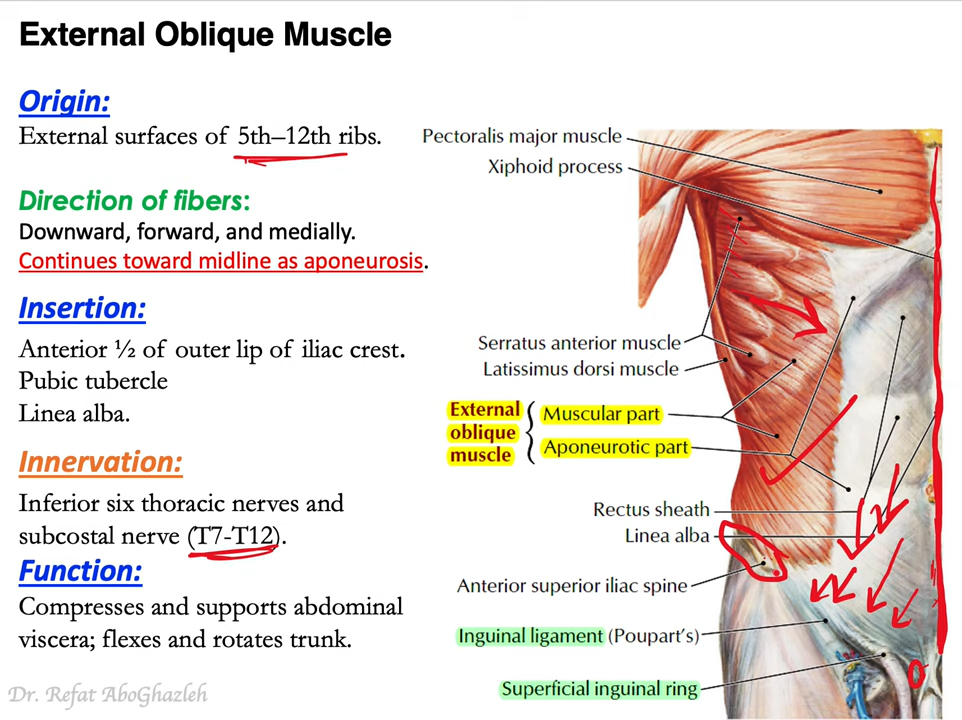 External Oblique Muscle
Origin:
External surfaces of 5th–12th ribs.
Direction of fibers:
Downward, forward, and medially.
Continues toward midline as aponeurosis.
Insertion:
Anterior ½ of outer lip of iliac crest.
Pubic tubercle
Linea alba.
Innervation:
Inferior six thoracic nerves and
subcostal nerve (T7-T12).
Function:
Compresses and supports abdominal
viscera; flexes and rotates trunk.
Dr. Refat AboGhazleh
Pectoralis major muscle
Xiphoid process
Serratus anterior muscle
Latissimus dorsi muscle
External
oblique
muscle
Muscular part
Aponeurotic part
Rectus sheath
Linea alba
Anterior superior iliac spine
Inguinal ligament (Poupart's)
Superficial inguinal ring